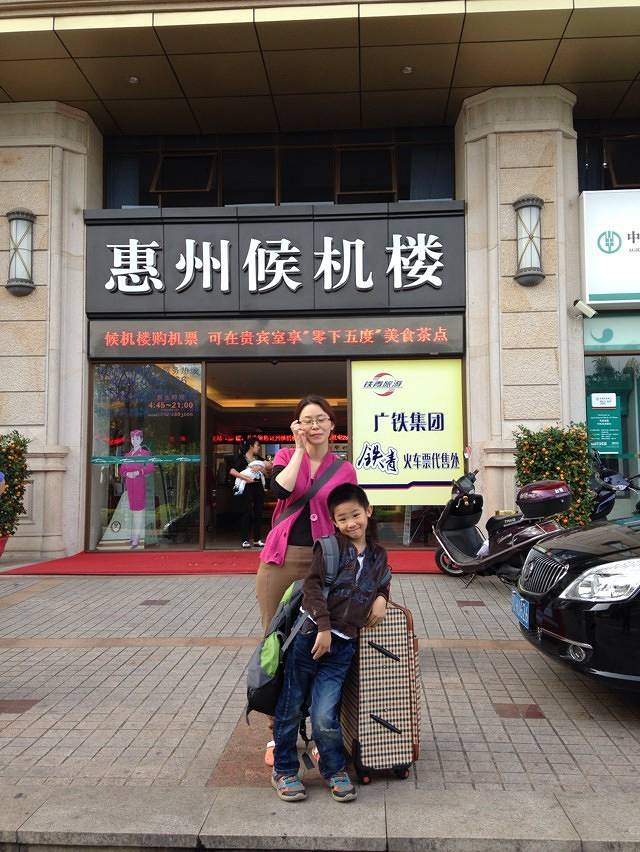 惠州候机楼
候机楼购机票 可在贵宾室享"零下五度"美食茶点
4:45~21:00
铁青旅游
广铁集团
铁青 火车票代售处
中